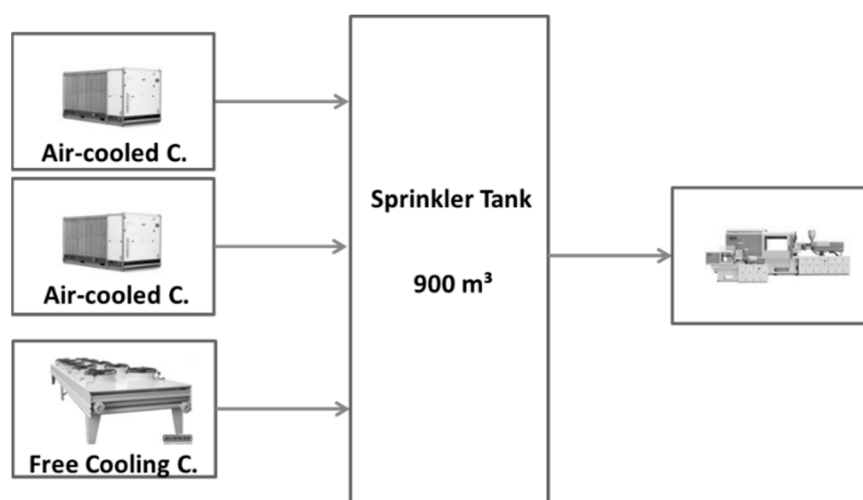 Air-cooled C.
Air-cooled C.
Free Cooling C.
Sprinkler Tank
900 m³